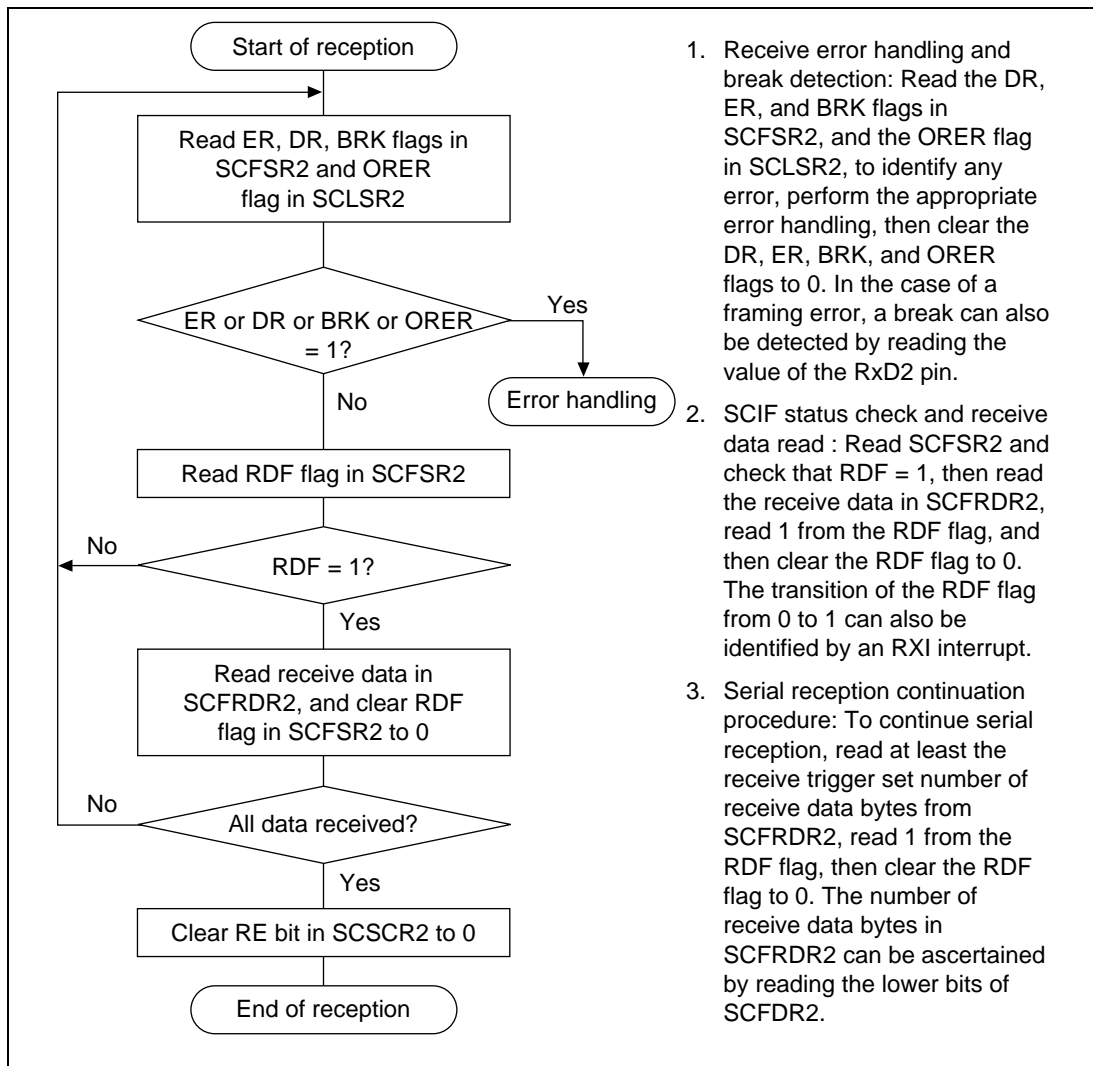 Start of reception
Read ER, DR, BRK flags in
SCFSR2 and ORER
flag in SCLSR2
ER or DR or BRK or ORER
= 1?
Yes
Error handling
No
Read RDF flag in SCFSR2
No
RDF = 1?
Yes
Read receive data in
SCFRDR2, and clear RDF
flag in SCFSR2 to 0
No
All data received?
Yes
Clear RE bit in SCSCR2 to 0
End of reception
1. Receive error handling and
break detection: Read the DR,
ER, and BRK flags in
SCFSR2, and the ORER flag
in SCLSR2, to identify any
error, perform the appropriate
error handling, then clear the
DR, ER, BRK, and ORER
flags to 0. In the case of a
framing error, a break can also
be detected by reading the
value of the RxD2 pin.
2. SCIF status check and receive
data read : Read SCFSR2 and
check that RDF = 1, then read
the receive data in SCFRDR2,
read 1 from the RDF flag, and
then clear the RDF flag to 0.
The transition of the RDF flag
from 0 to 1 can also be
identified by an RXI interrupt.
3. Serial reception continuation
procedure: To continue serial
reception, read at least the
receive trigger set number of
receive data bytes from
SCFRDR2, read 1 from the
RDF flag, then clear the RDF
flag to 0. The number of
receive data bytes in
SCFRDR2 can be ascertained
by reading the lower bits of
SCFDR2.